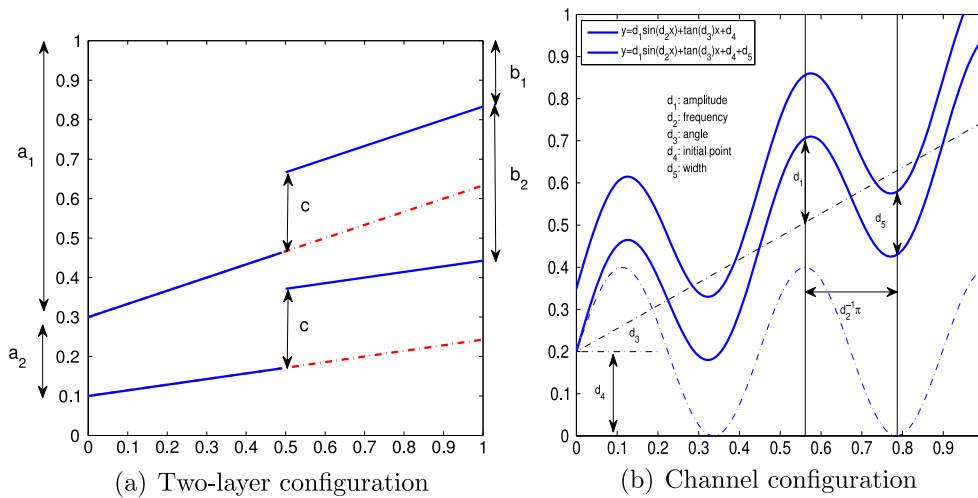 1
0.9
0.8
0.7
0.6
0.5
0.4
0.3
0.2
0.1
0
0 0.1 0.2 0.3 0.4 0.5 0.6 0.7 0.8 0.9 1
a₁
a₂
b₁
b₂
c
c
(a) Two-layer configuration
1
0.9
0.8
0.7
0.6
0.5
0.4
0.3
0.2
0.1
0
0 0.1 0.2 0.3 0.4 0.5 0.6 0.7 0.8 0.9
y=d₁sin(d₂x)+tan(d₃)x+d₄
y=d₁sin(d₂x)+tan(d₃)x+d₄+d₅
d₁: amplitude
d₂: frequency
d₃: angle
d₄: initial point
d₅: width
d₁
d₅
d₂⁻¹π
d₃
d₄
(b) Channel configuration